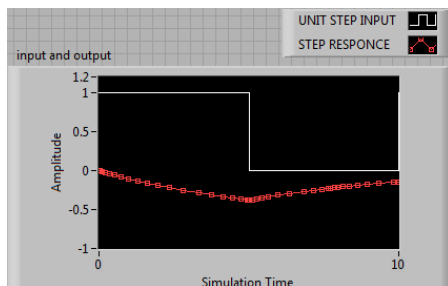 UNIT STEP INPUT
STEP RESPONCE
input and output
1.2
1
0.5
0
-0.5
-1
Amplitude
0
10
Simulation Time